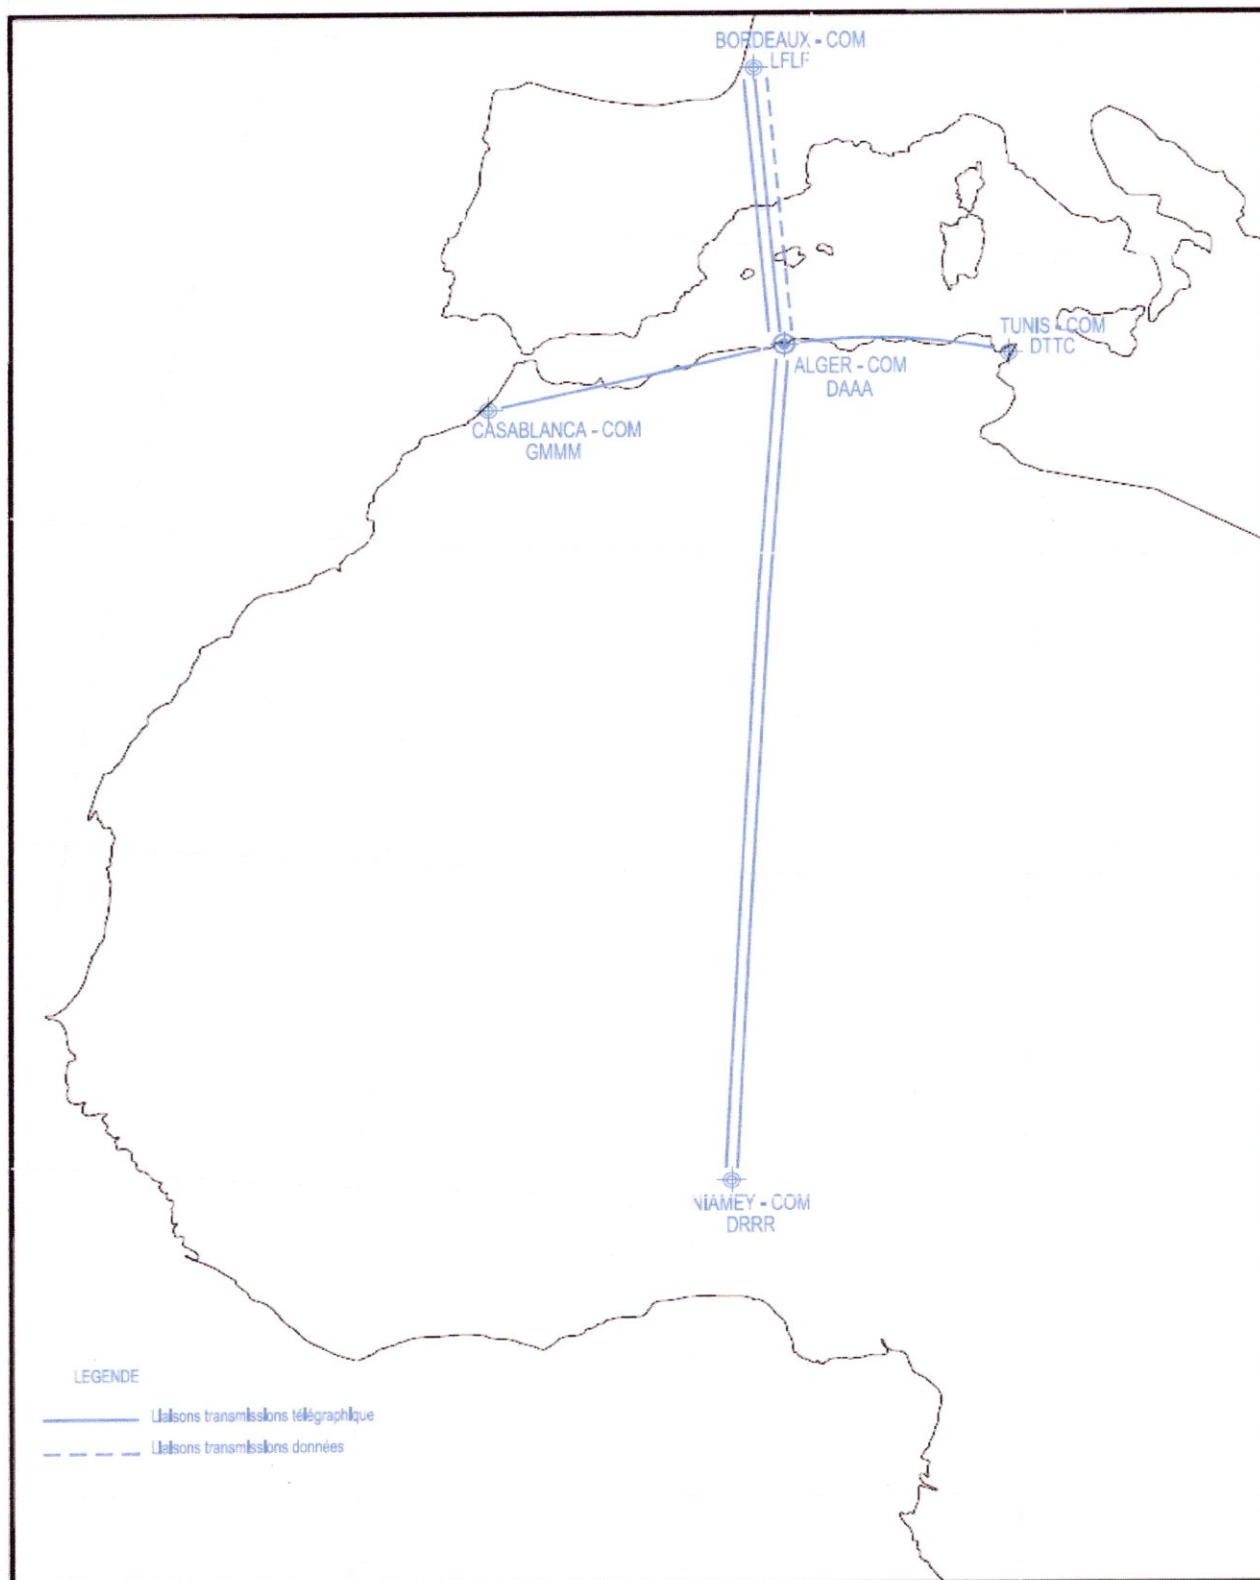 BORDEAUX - COM
LFLF
TUNIS - COM
DTTC
ALGER - COM
DAAA
CASABLANCA - COM
GMMM
NIAMEY - COM
DRRR
LEGENDE
Liaisons transmissions télégraphique
Liaisons transmissions données